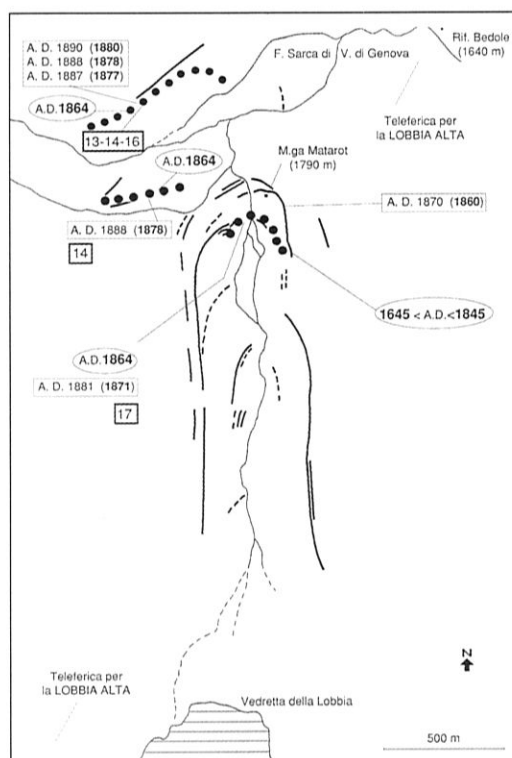 A. D. 1890 (1880)
A. D. 1888 (1878)
A. D. 1887 (1877)
A.D.1864
13-14-16
F. Sarca di V. di Genova
Rif. Bedole
(1640 m)
Teleferica per
la LOBBIA ALTA
A.D.1864
M.ga Matarot
(1790 m)
A. D. 1870 (1860)
A. D. 1888 (1878)
14
1645 < A.D.<1845
A.D.1864
A. D. 1881 (1871)
17
N
Teleferica per
la LOBBIA ALTA
Vedretta della Lobbia
500 m